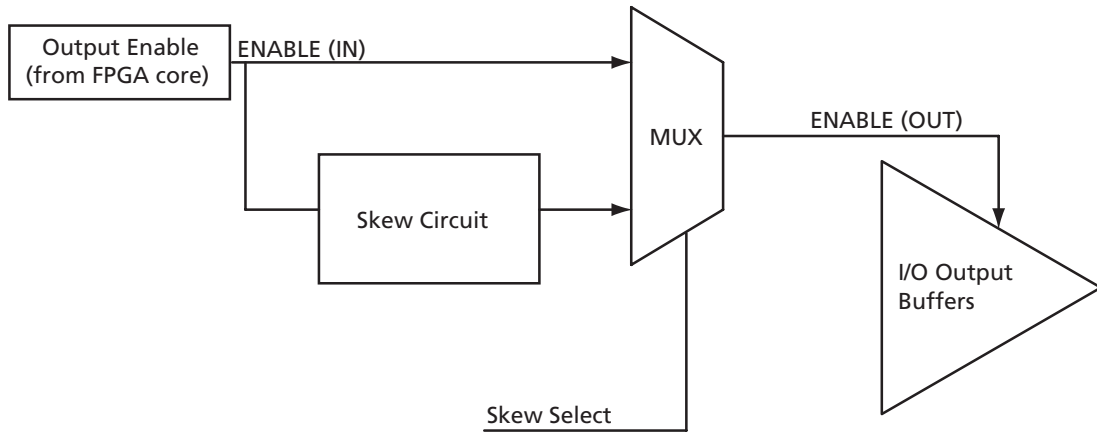 Output Enable
(from FPGA core)
ENABLE (IN)
MUX
ENABLE (OUT)
Skew Circuit
I/O Output
Buffers
Skew Select